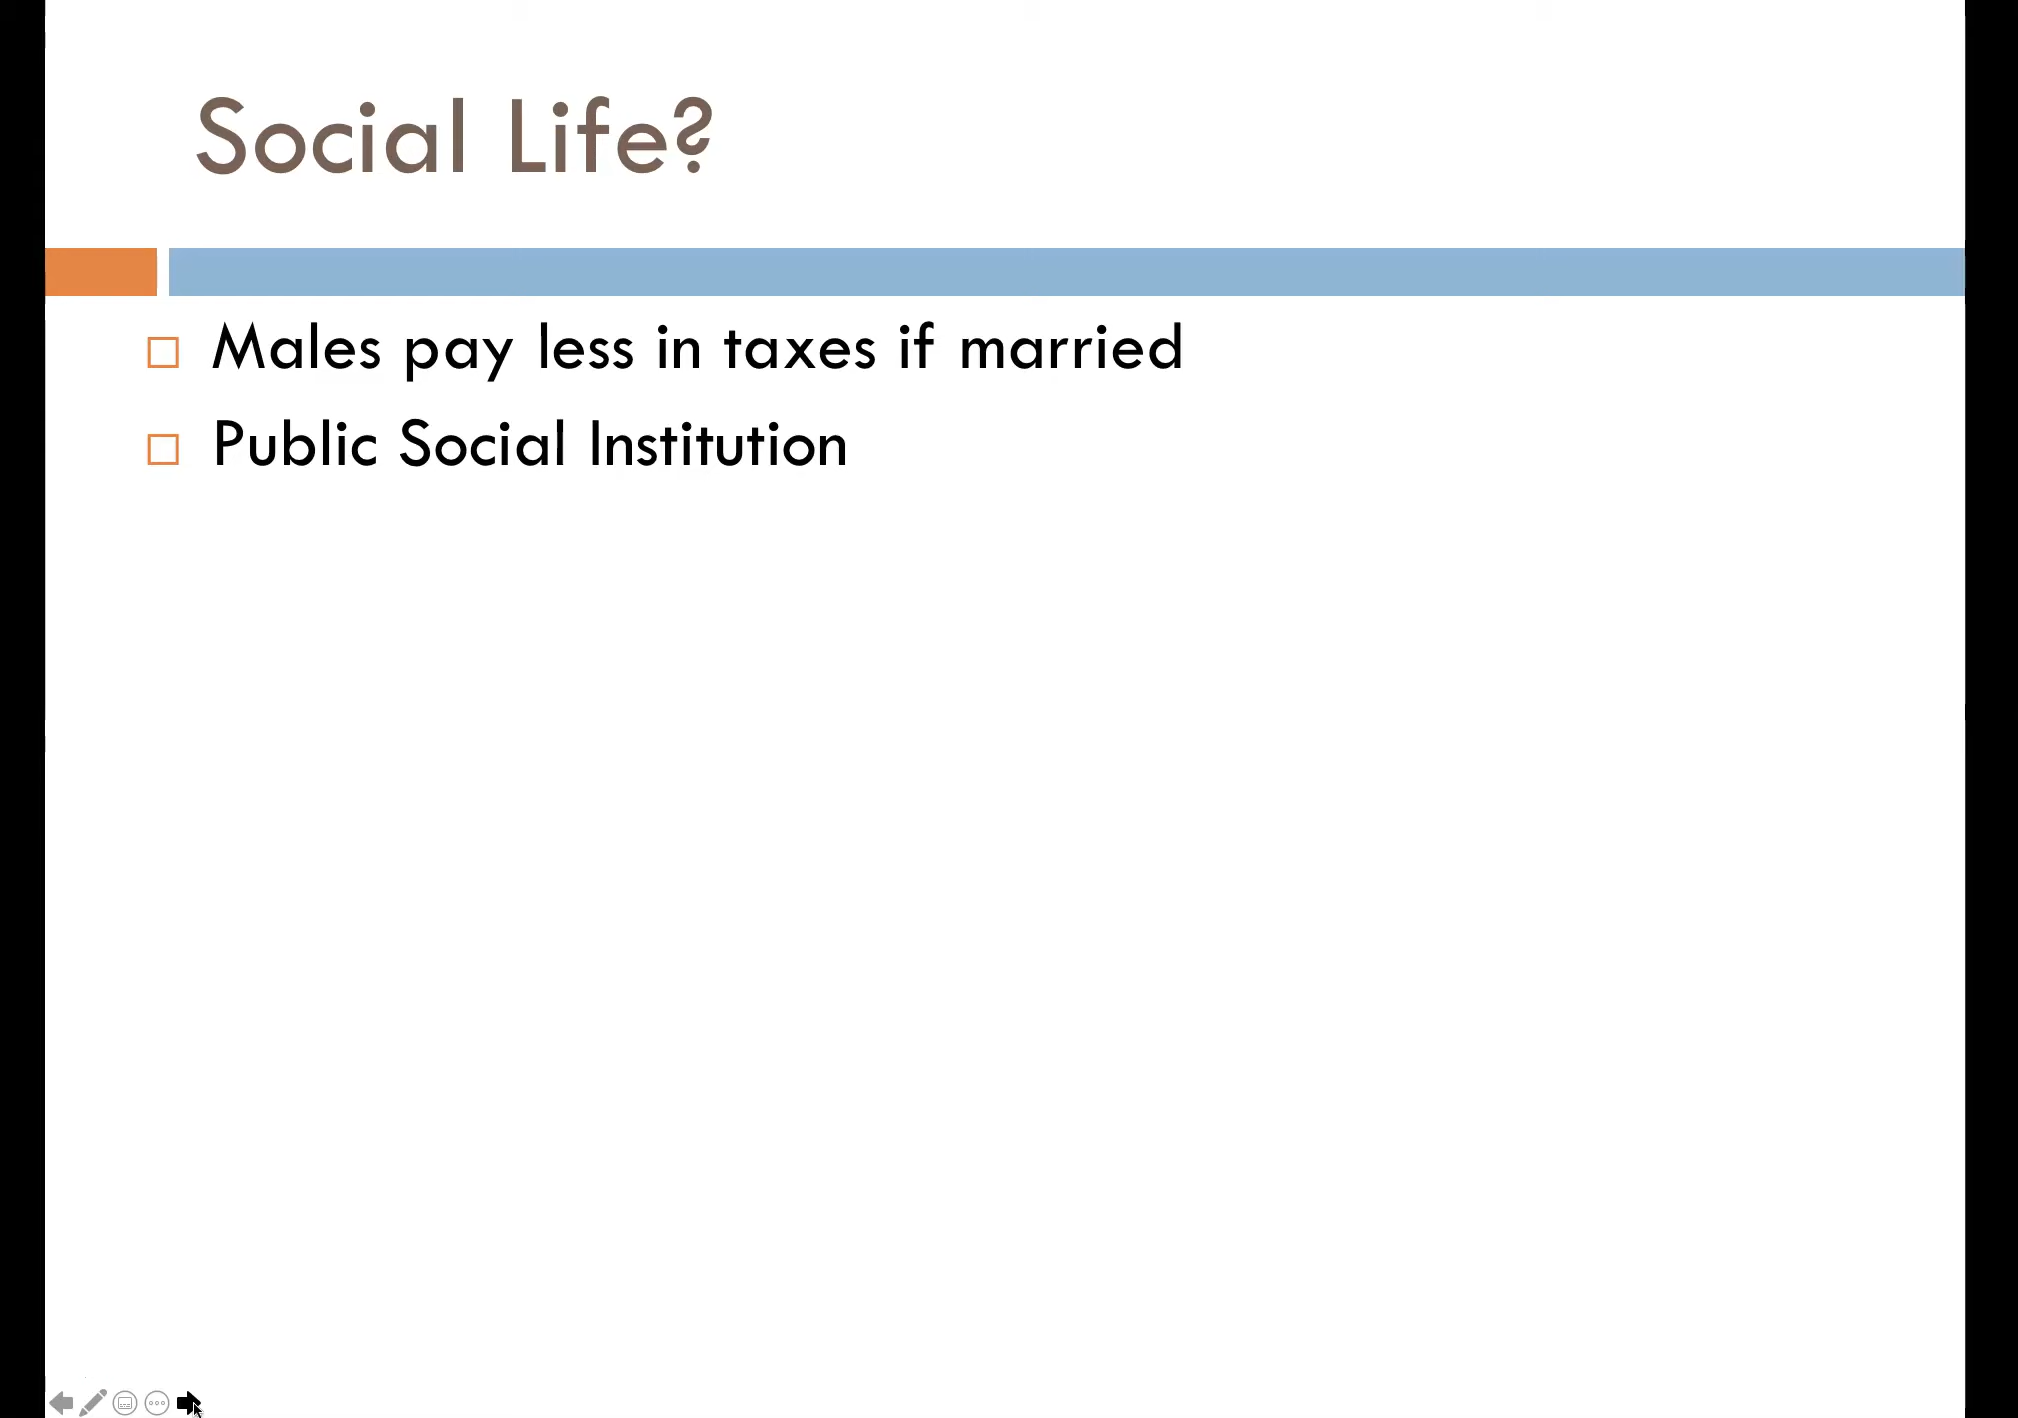 Social Life?
Males pay less in taxes if married
Public Social Institution